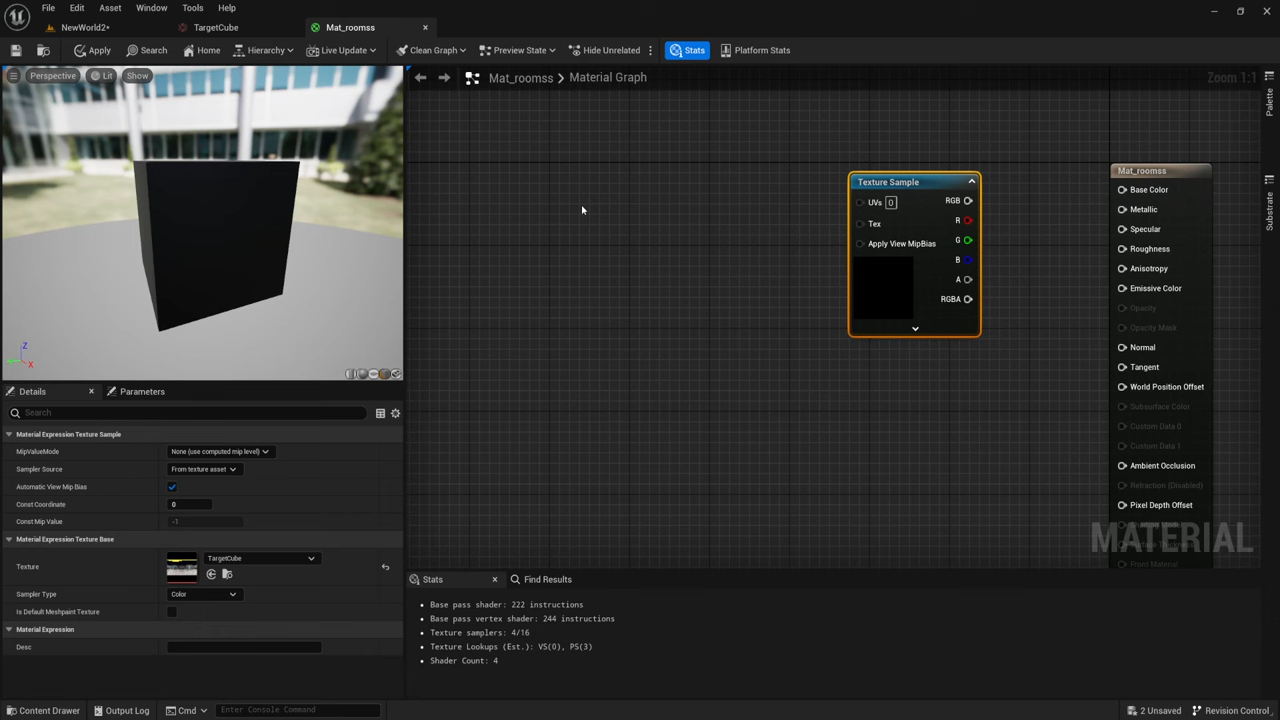 File Edit Asset Window Tools Help
NewWorld2* TargetCube Mat_roomss
Apply Search Home Hierarchy Live Update Clean Graph Preview State Hide Unrelated Stats Platform Stats
Perspective Lit Show
Mat_roomss Material Graph Zoom 1:1
Palette
Substrate
Texture Sample
UVs 0 RGB
R
Tex
Apply View MipBias G
B
A
RGBA
Mat_roomss
Base Color
Metallic
Specular
Roughness
Anisotropy
Emissive Color
Opacity
Opacity Mask
Normal
Tangent
World Position Offset
Subsurface Color
Custom Data 0
Custom Data 1
Ambient Occlusion
Refraction (Disabled)
Pixel Depth Offset
From Material
MATERIAL
Z
X
Details Parameters
Search
Material Expression Texture Sample
MipValueMode None (use computed mip level)
Sampler Source From texture asset
Automatic View Mip Bias
Const Coordinate 0
Const Mip Value -1
Material Expression Texture Base
Texture TargetCube
Sampler Type Color
Is Default Meshpaint Texture
Material Expression
Desc
Stats Find Results
Base pass shader: 222 instructions
Base pass vertex shader: 244 instructions
Texture samplers: 4/16
Texture Lookups (Est.): VS(0), PS(3)
Shader Count: 4
Content Drawer Output Log Cmd Enter Console Command 2 Unsaved Revision Control